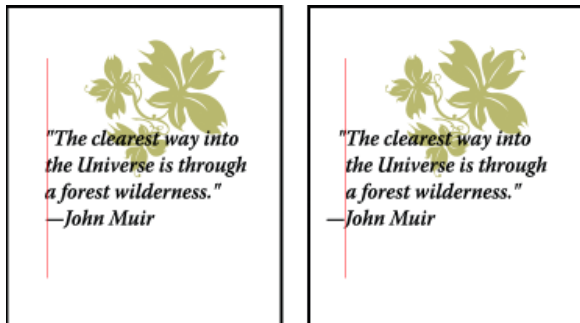 "The clearest way into
the Universe is through
a forest wilderness."
—John Muir
"The clearest way into
the Universe is through
a forest wilderness."
—John Muir